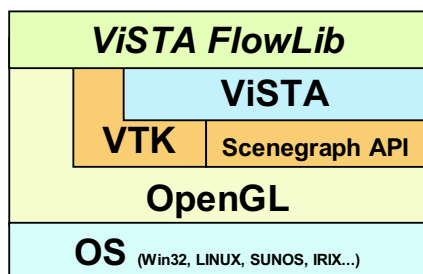 ViSTA FlowLib
ViSTA
VTK
Scenegraph API
OpenGL
OS (Win32, LINUX, SUNOS, IRIX...)